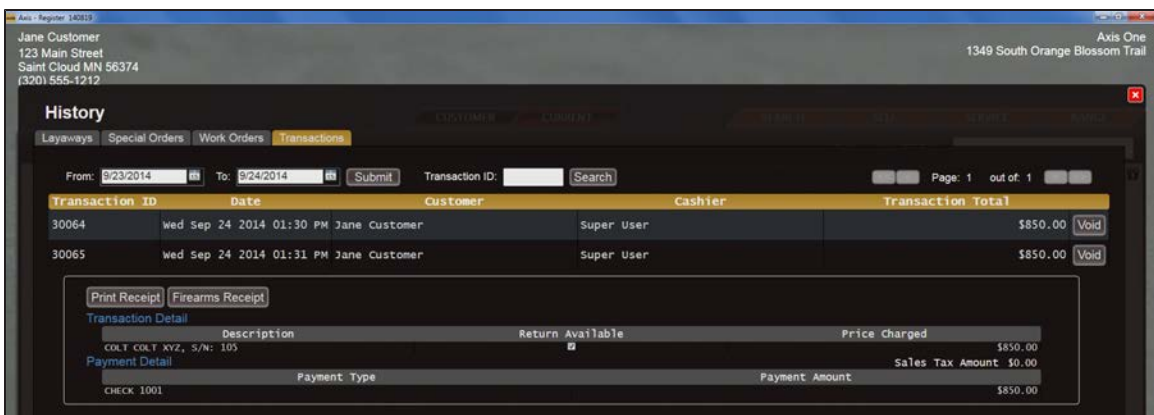 Axis - Register 140819
Jane Customer
123 Main Street
Saint Cloud MN 56374
(320) 555-1212
Axis One
1349 South Orange Blossom Trail
History
CUSTOMER CURRENT
Layaways Special Orders Work Orders Transactions
From: 9/23/2014 To: 9/24/2014 Submit Transaction ID: Search Page: 1 out of: 1
Transaction ID Date Customer Cashier Transaction Total
30064 Wed Sep 24 2014 01:30 PM Jane Customer Super User $850.00 Void
30065 Wed Sep 24 2014 01:31 PM Jane Customer Super User $850.00 Void
Print Receipt Firearms Receipt
Transaction Detail
Description Return Available Price Charged
COLT COLT XYZ, S/N: 105 $850.00
Payment Detail Sales Tax Amount $0.00
Payment Type Payment Amount
CHECK 1001 $850.00